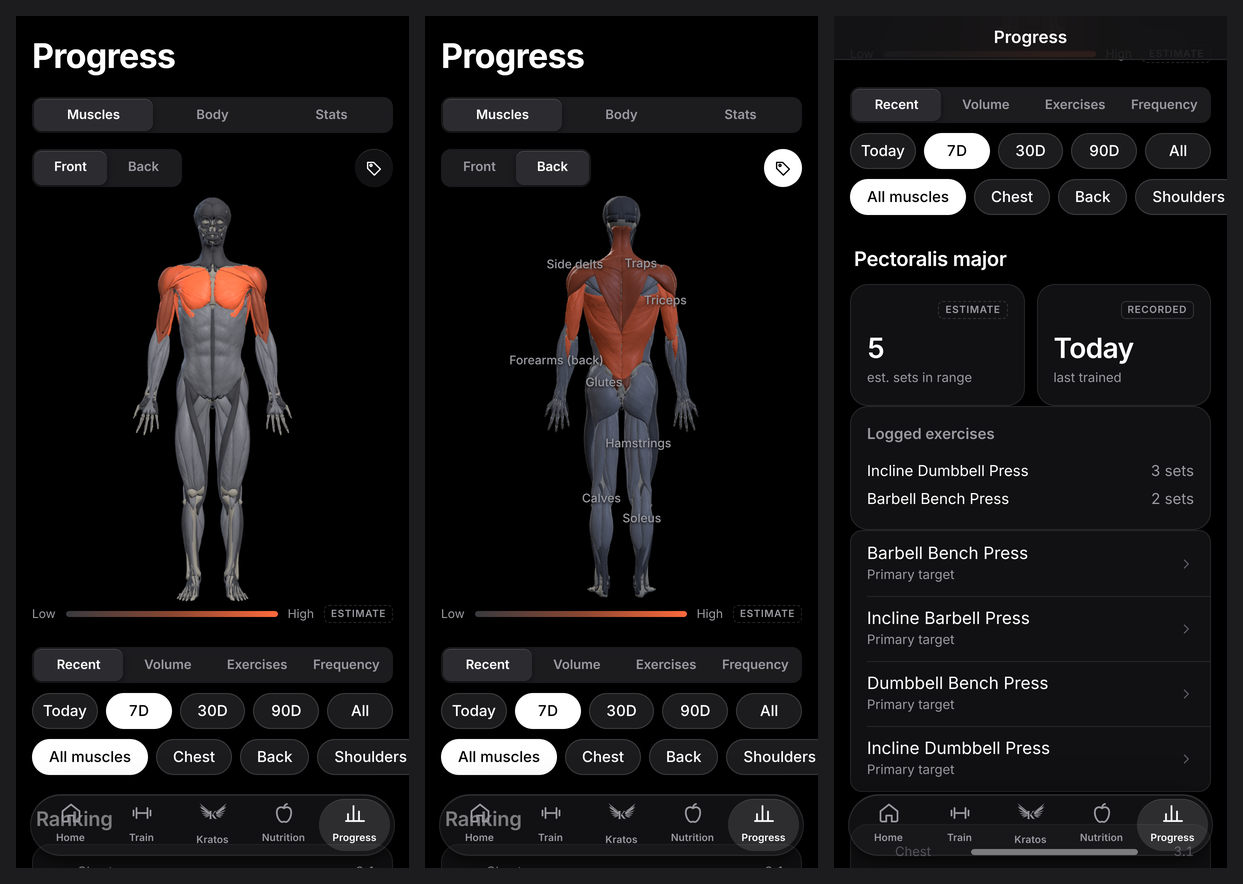 Progress
Muscles Body Stats
Front Back
Low High ESTIMATE
Recent Volume Exercises Frequency
Today 7D 30D 90D All
All muscles Chest Back Shoulders
Ranking
Home Train Kratos Nutrition Progress
Progress
Muscles Body Stats
Front Back
Side delts Traps
Triceps
Forearms (back)
Glutes
Hamstrings
Calves
Soleus
Low High ESTIMATE
Recent Volume Exercises Frequency
Today 7D 30D 90D All
All muscles Chest Back Shoulders
Ranking
Home Train Kratos Nutrition Progress
Progress
Low High ESTIMATE
Recent Volume Exercises Frequency
Today 7D 30D 90D All
All muscles Chest Back Shoulders
Pectoralis major
ESTIMATE
5
est. sets in range
RECORDED
Today
last trained
Logged exercises
Incline Dumbbell Press 3 sets
Barbell Bench Press 2 sets
Barbell Bench Press
Primary target
Incline Barbell Press
Primary target
Dumbbell Bench Press
Primary target
Incline Dumbbell Press
Primary target
Home Train Kratos Nutrition Progress
Chest 3.1